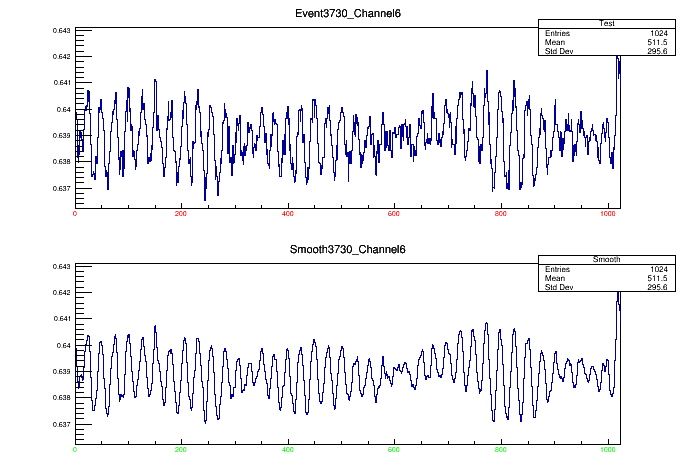 Event3730_Channel6
Test
Entries 1024
Mean 511.5
Std Dev 295.6
0.643
0.642
0.641
0.64
0.639
0.638
0.637
0 200 400 600 800 1000
Smooth3730_Channel6
Smooth
Entries 1024
Mean 511.5
Std Dev 295.6
0.643
0.642
0.641
0.64
0.639
0.638
0.637
0 200 400 600 800 1000